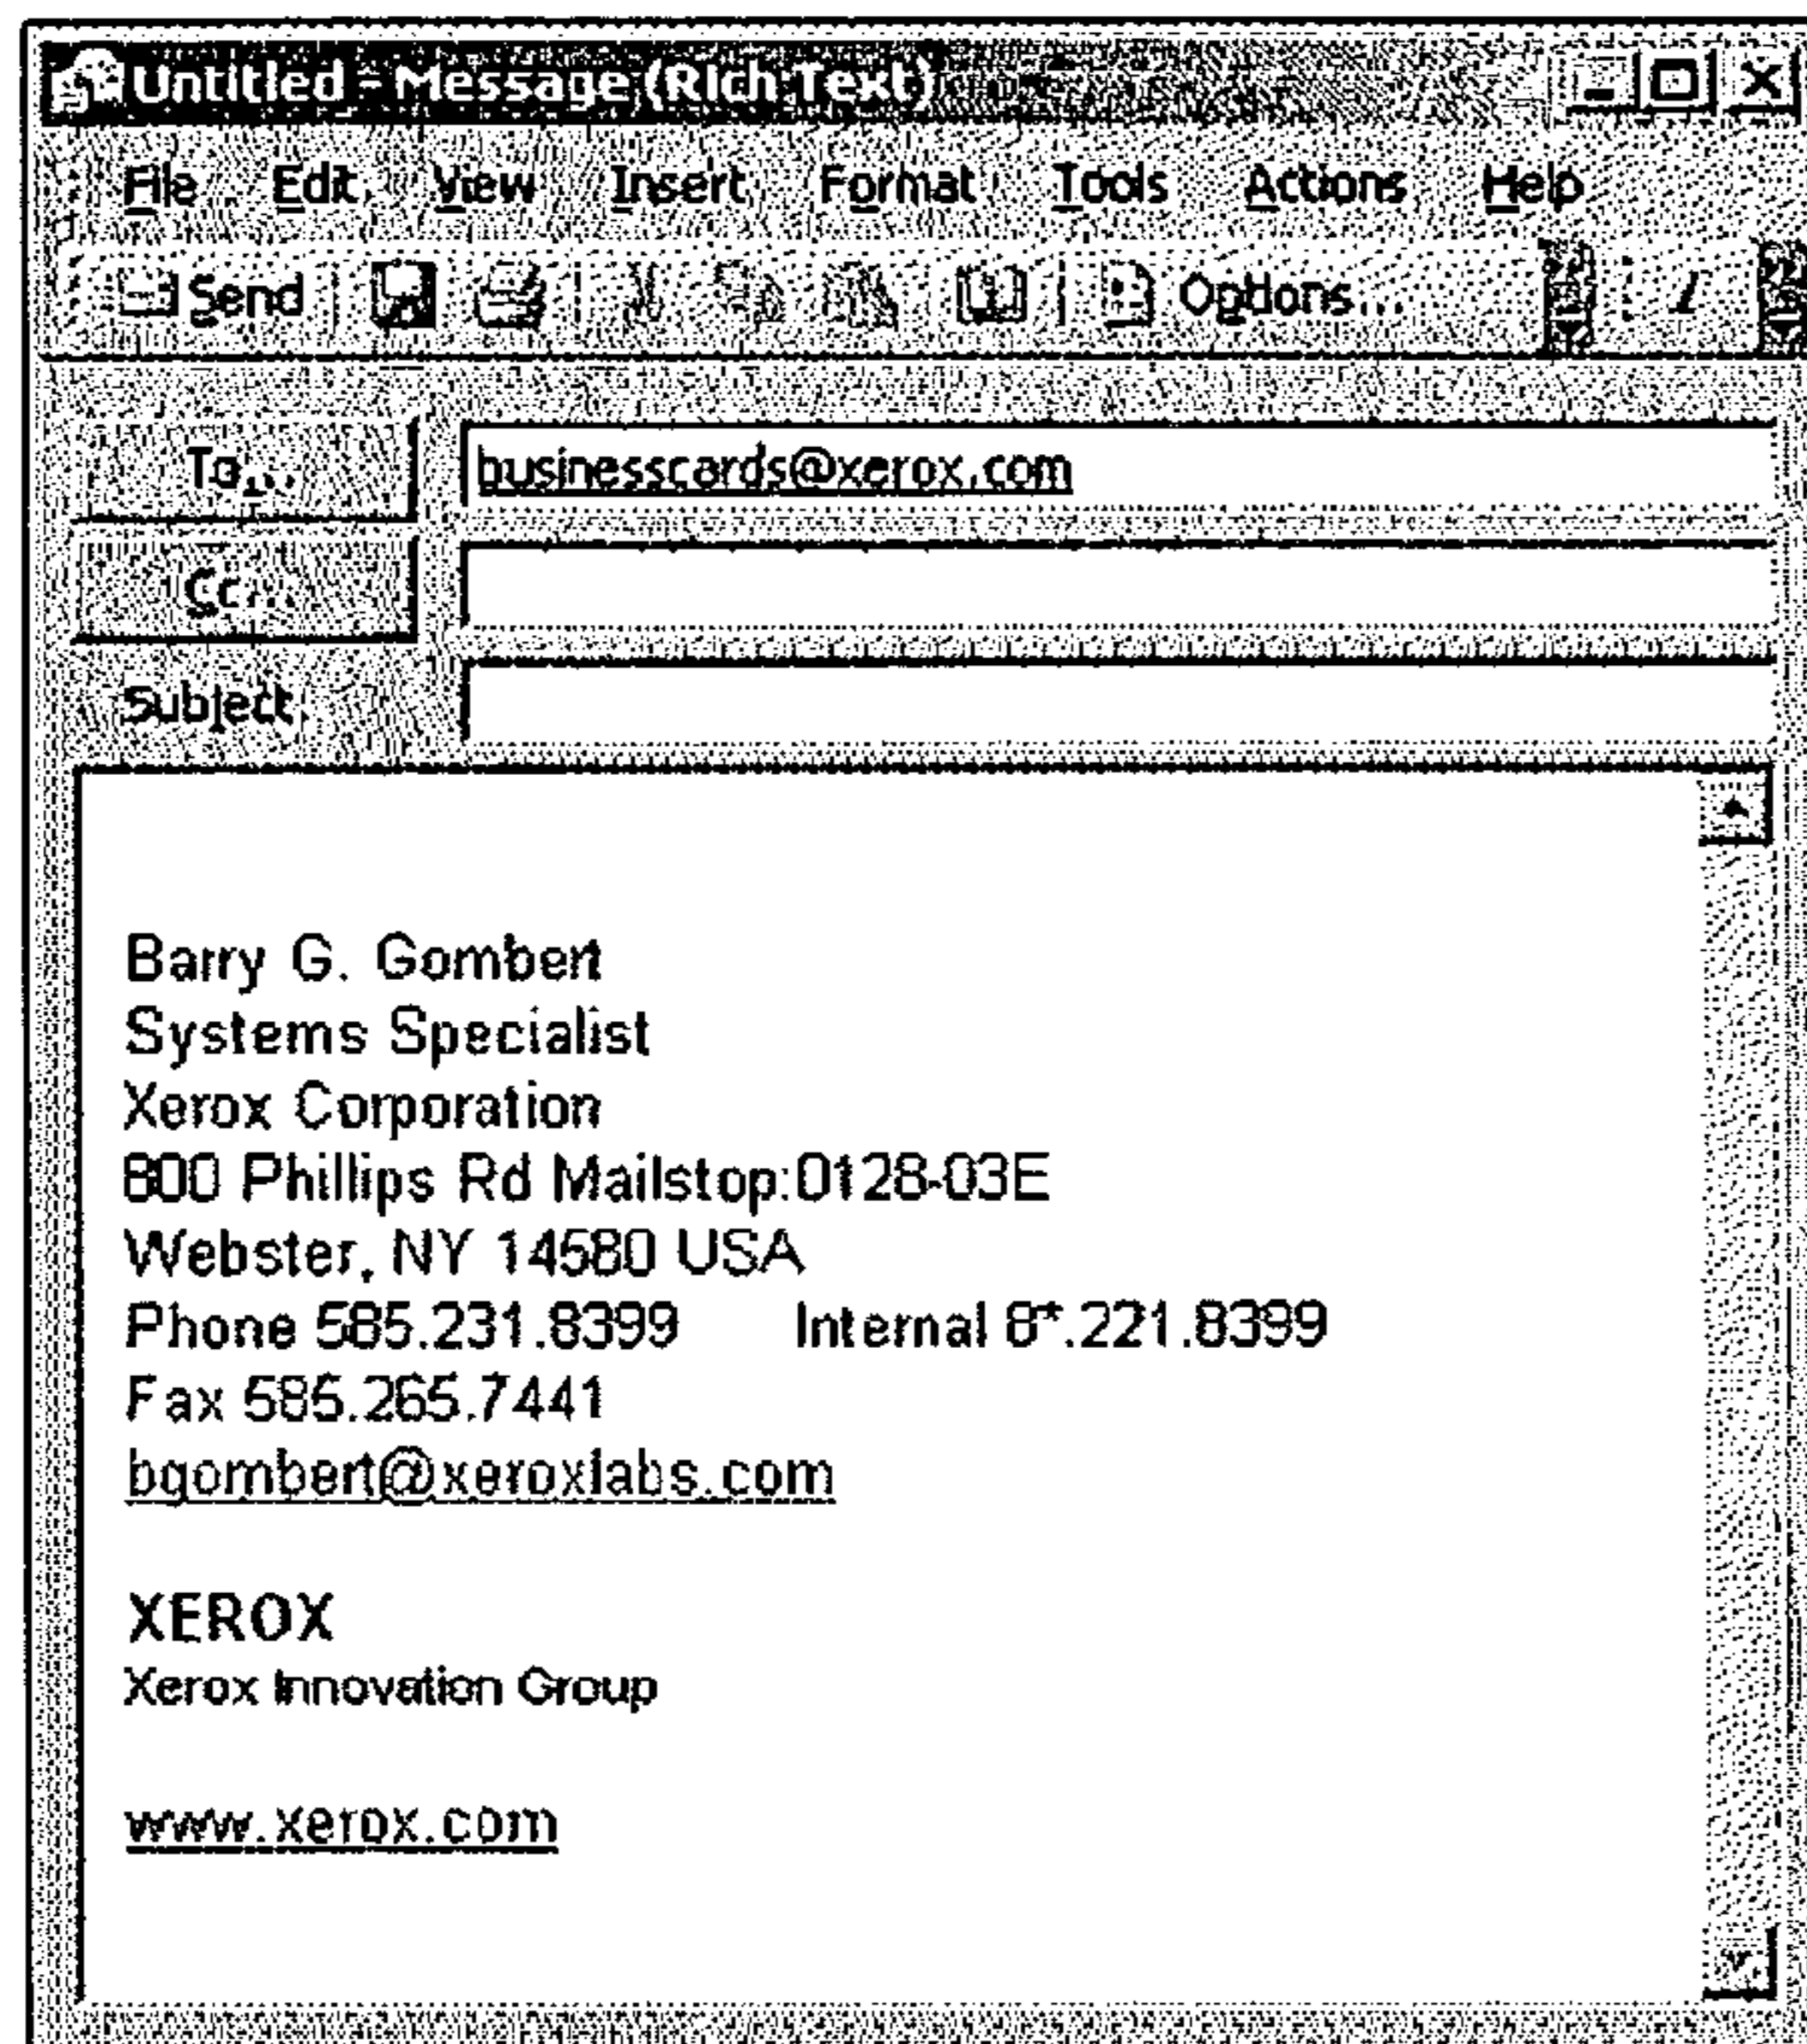 Untitled - Message (Rich Text)
File Edit View Insert Format Tools Actions Help
Send Options...
To... businesscards@xerox.com
Cc...
Subject:
Barry G. Gombert
Systems Specialist
Xerox Corporation
800 Phillips Rd Mailstop:0128-03E
Webster, NY 14580 USA
Phone 585.231.8399 Internal 8*.221.8399
Fax 585.265.7441
bgombert@xeroxlabs.com
XEROX
Xerox Innovation Group
www.xerox.com